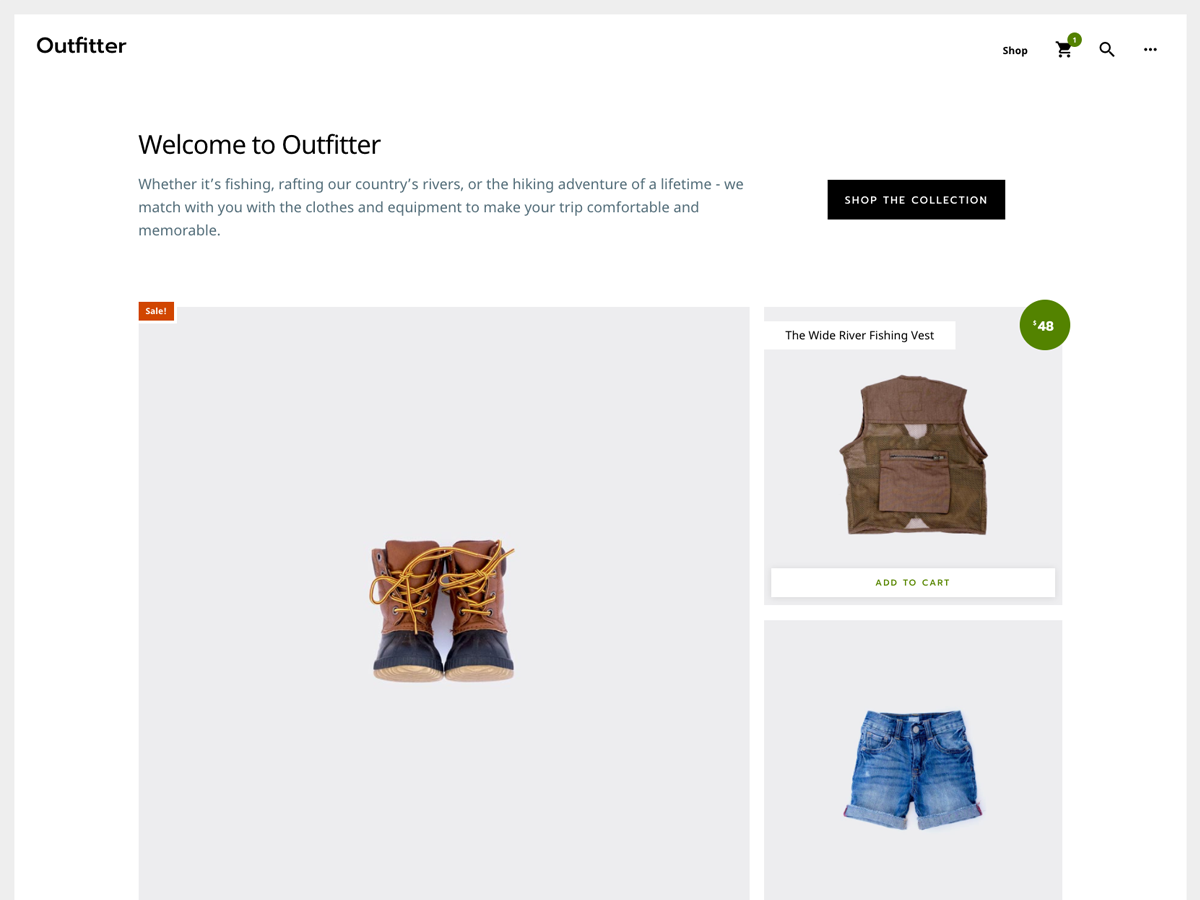 Outfitter
Shop
1
Welcome to Outfitter
Whether it’s fishing, rafting our country’s rivers, or the hiking adventure of a lifetime - we
match with you with the clothes and equipment to make your trip comfortable and
memorable.
SHOP THE COLLECTION
Sale!
The Wide River Fishing Vest
$48
ADD TO CART